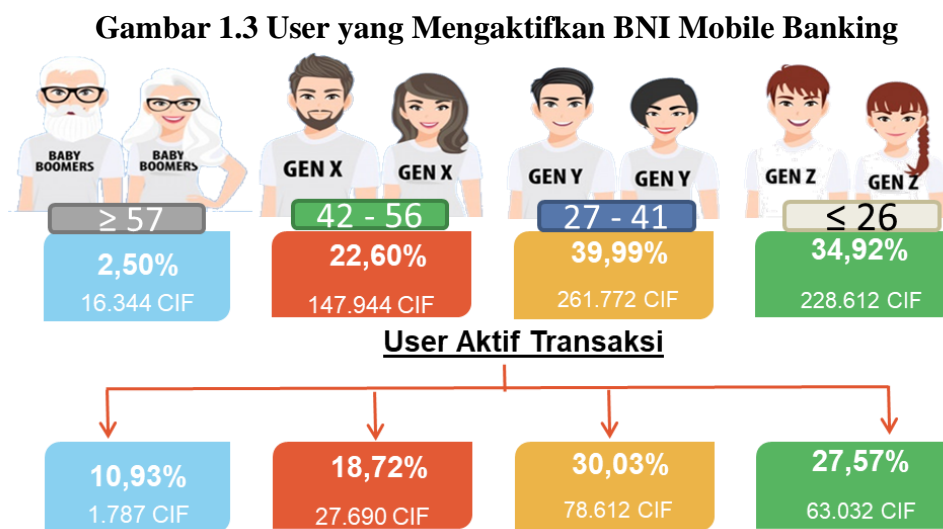 Gambar 1.3 User yang Mengaktifkan BNI Mobile Banking
BABY
BOOMERS
BABY
BOOMERS
GEN X
GEN X
GEN Y
GEN Y
GEN Z
GEN Z
≥ 57
42 - 56
27 - 41
≤ 26
2,50%
16.344 CIF
22,60%
147.944 CIF
39,99%
261.772 CIF
34,92%
228.612 CIF
User Aktif Transaksi
10,93%
1.787 CIF
18,72%
27.690 CIF
30,03%
78.612 CIF
27,57%
63.032 CIF